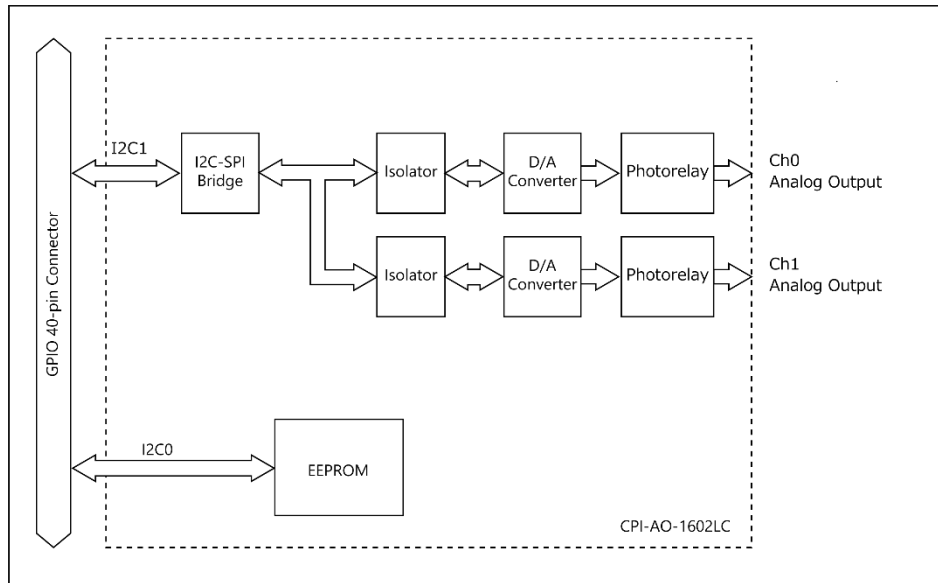 I2C1
I2C-SPI
Bridge
Isolator
D/A
Converter
Photorelay
Ch0
Analog Output
Isolator
D/A
Converter
Photorelay
Ch1
Analog Output
GPIO 40-pin Connector
I2C0
EEPROM
CPI-AO-1602LC